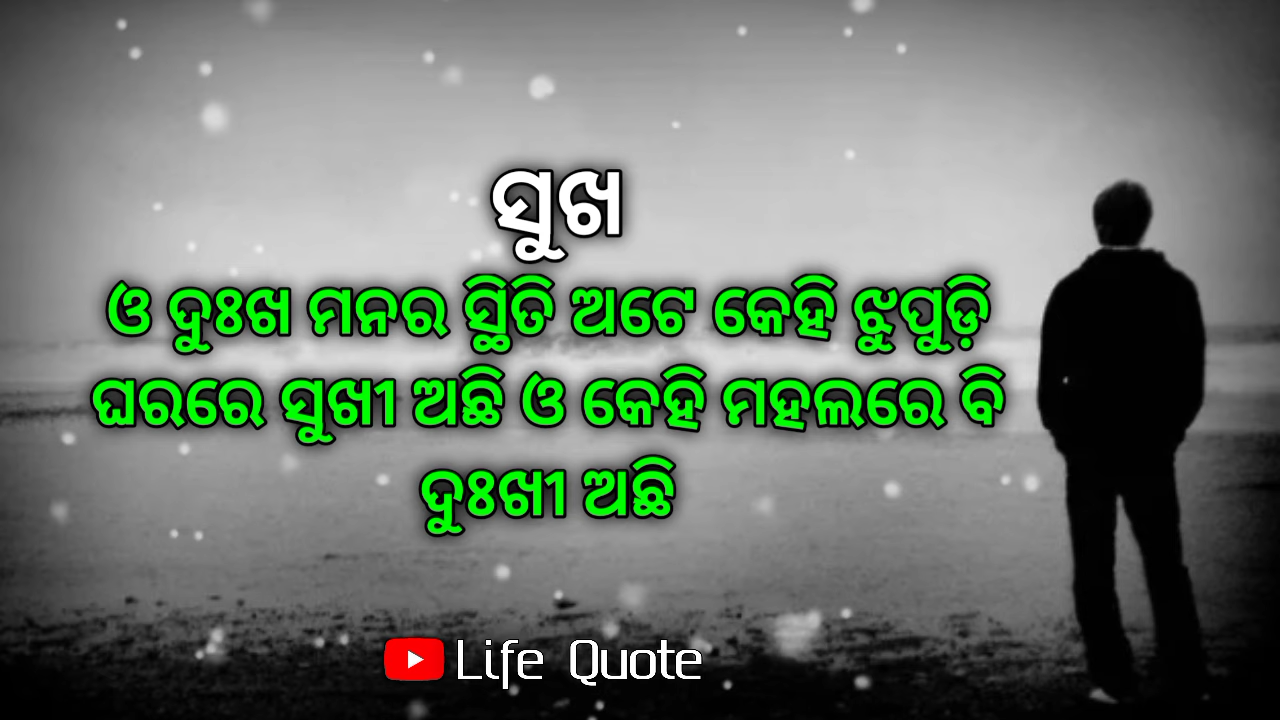 ସୁଖ
ଓ ଦୁଃଖ ମନର ସ୍ଥିତି ଅଟେ କେହି ଝୁପୁଡ଼ି
ଘରରେ ସୁଖୀ ଅଛି ଓ କେହି ମହଲରେ ବି
ଦୁଃଖୀ ଅଛି
Life Quote